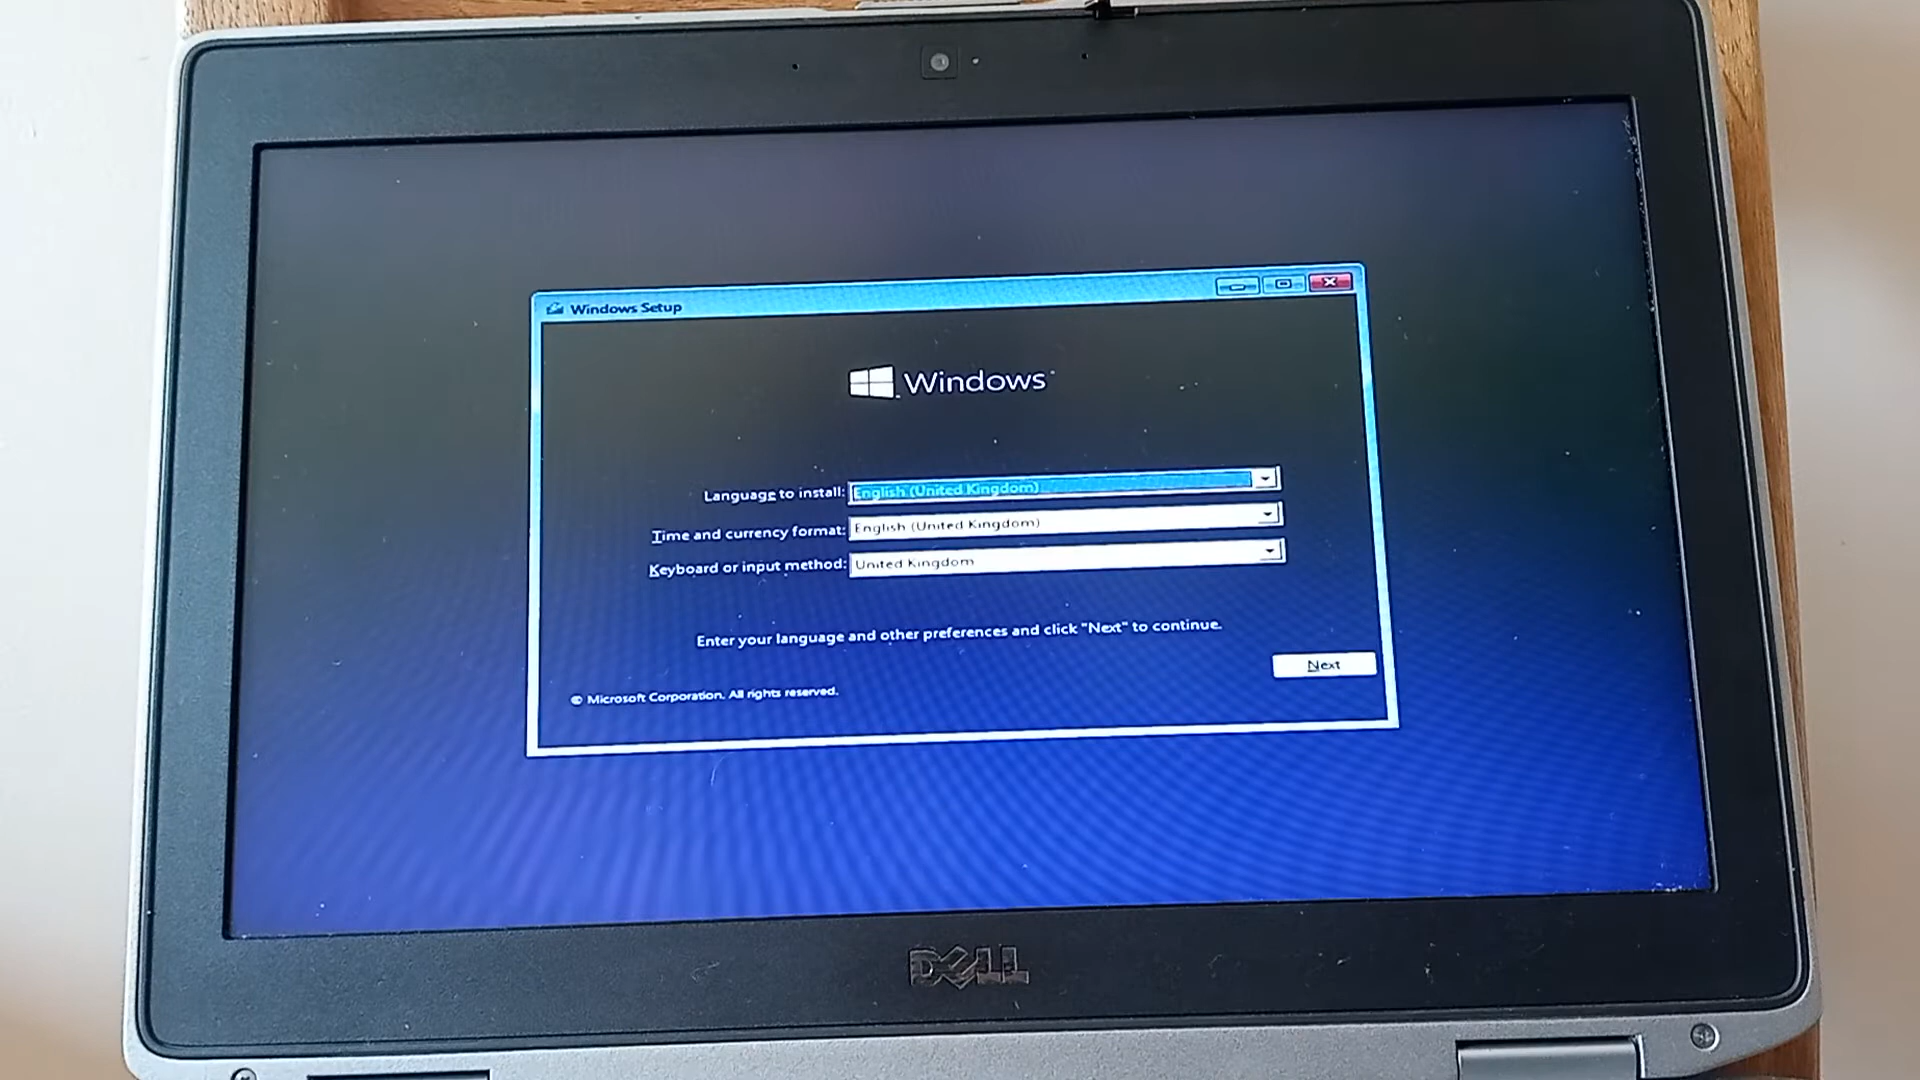 Windows Setup
Windows
Language to install: English (United Kingdom)
Time and currency format: English (United Kingdom)
Keyboard or input method: United Kingdom
Enter your language and other preferences and click "Next" to continue.
Next
© Microsoft Corporation. All rights reserved.
DELL